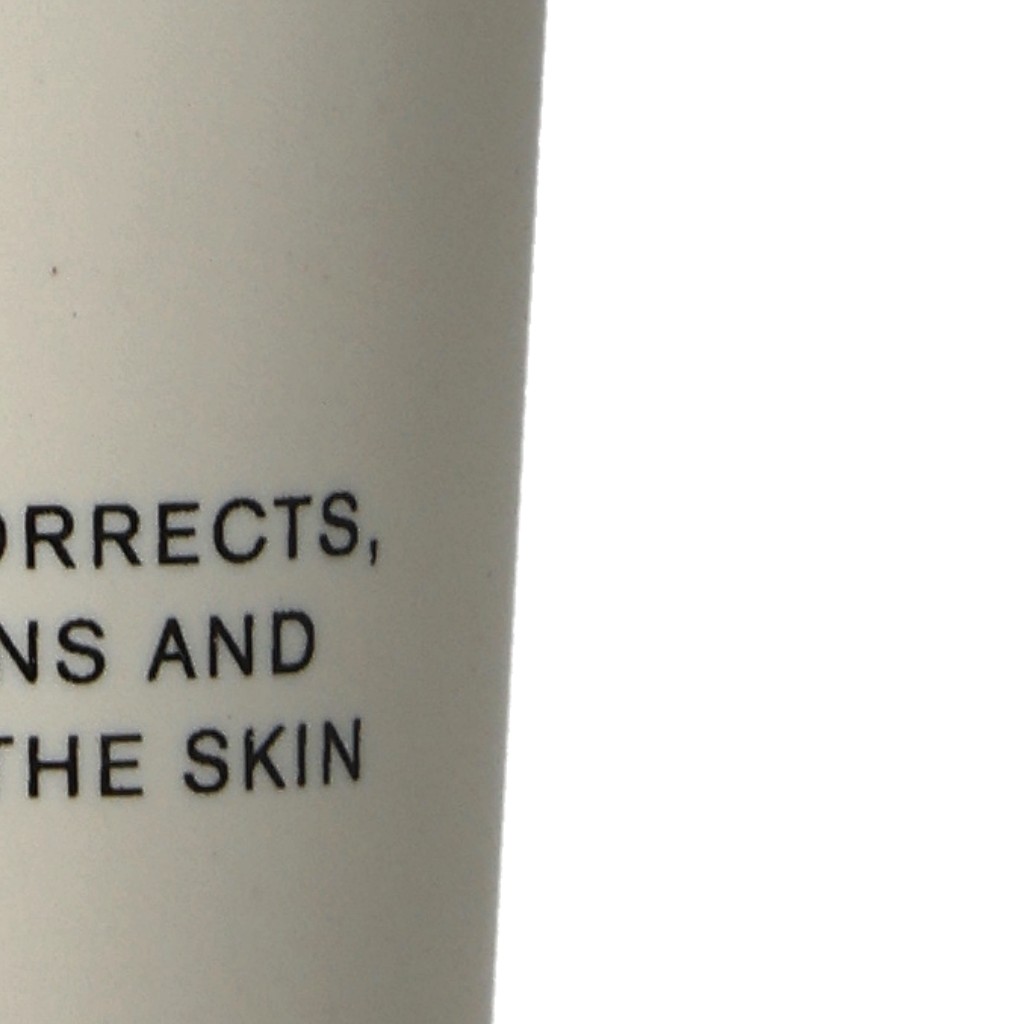 ORRECTS,
NS AND
THE SKIN